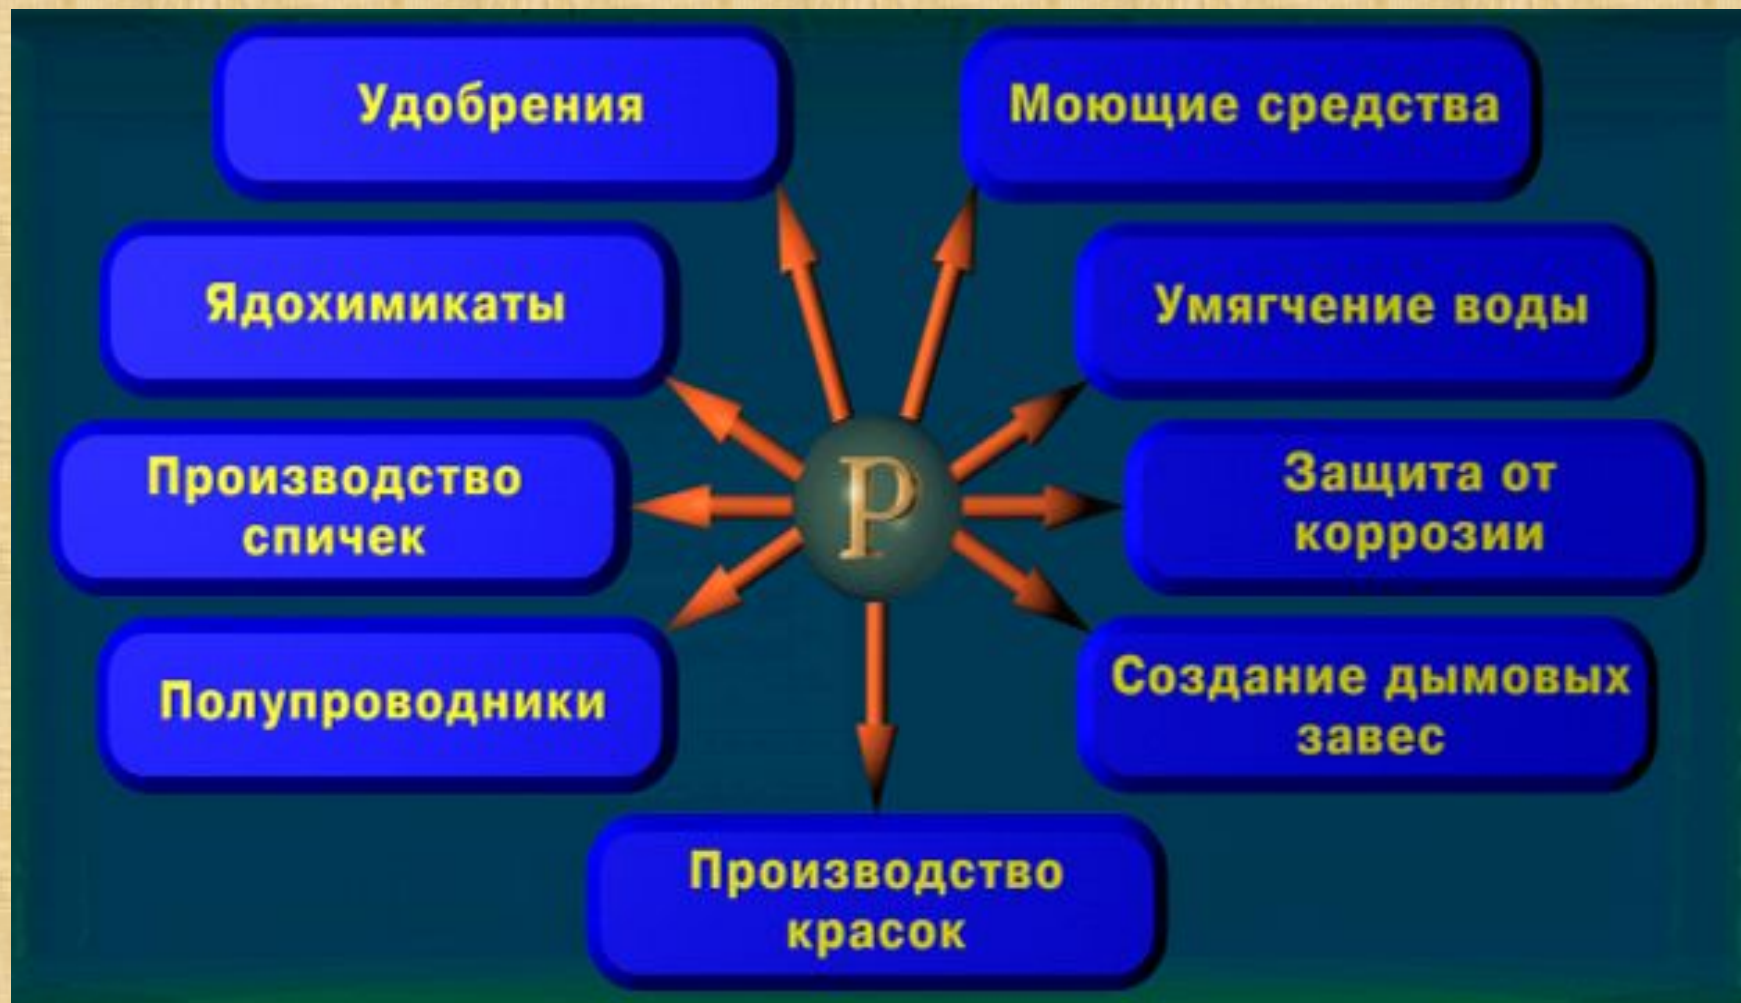 Удобрения
Моющие средства
Ядохимикаты
Умягчение воды
Производство
спичек
P
Защита от
коррозии
Полупроводники
Создание дымовых
завес
Производство
красок